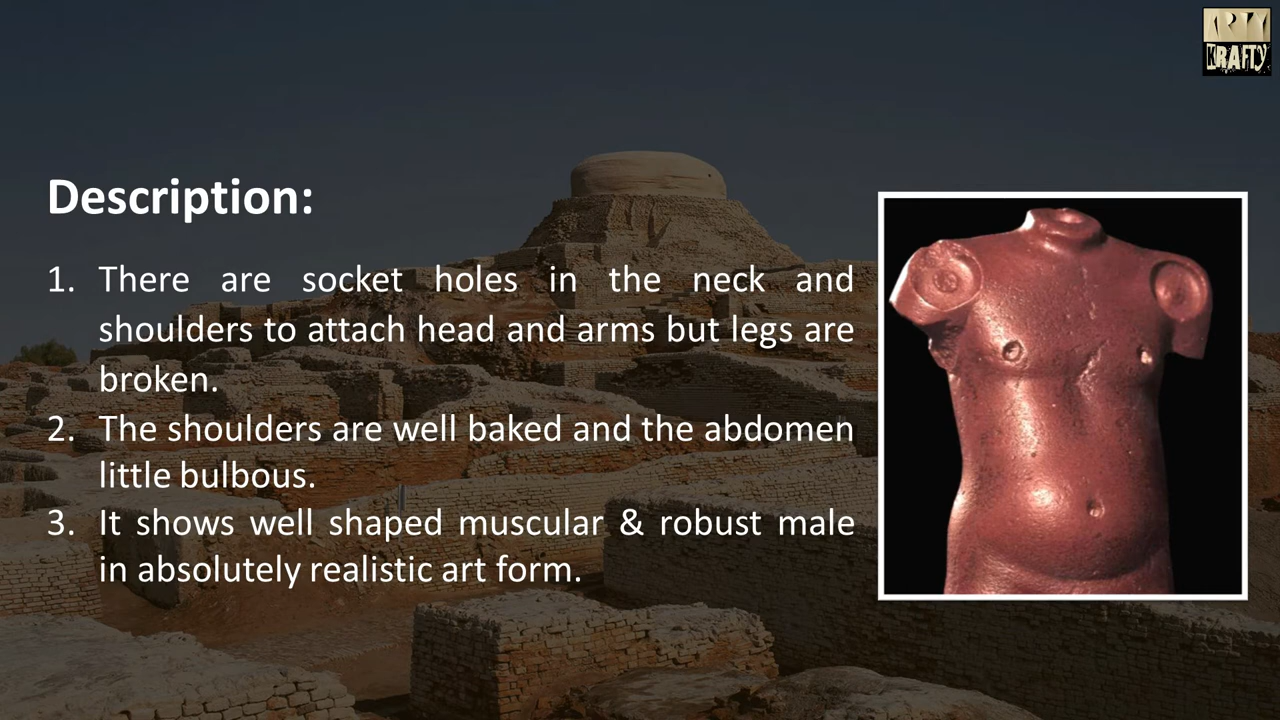 ARTY
KRAFTY
Description:
1. There are socket holes in the neck and
shoulders to attach head and arms but legs are
broken.
2. The shoulders are well baked and the abdomen
little bulbous.
3. It shows well shaped muscular & robust male
in absolutely realistic art form.